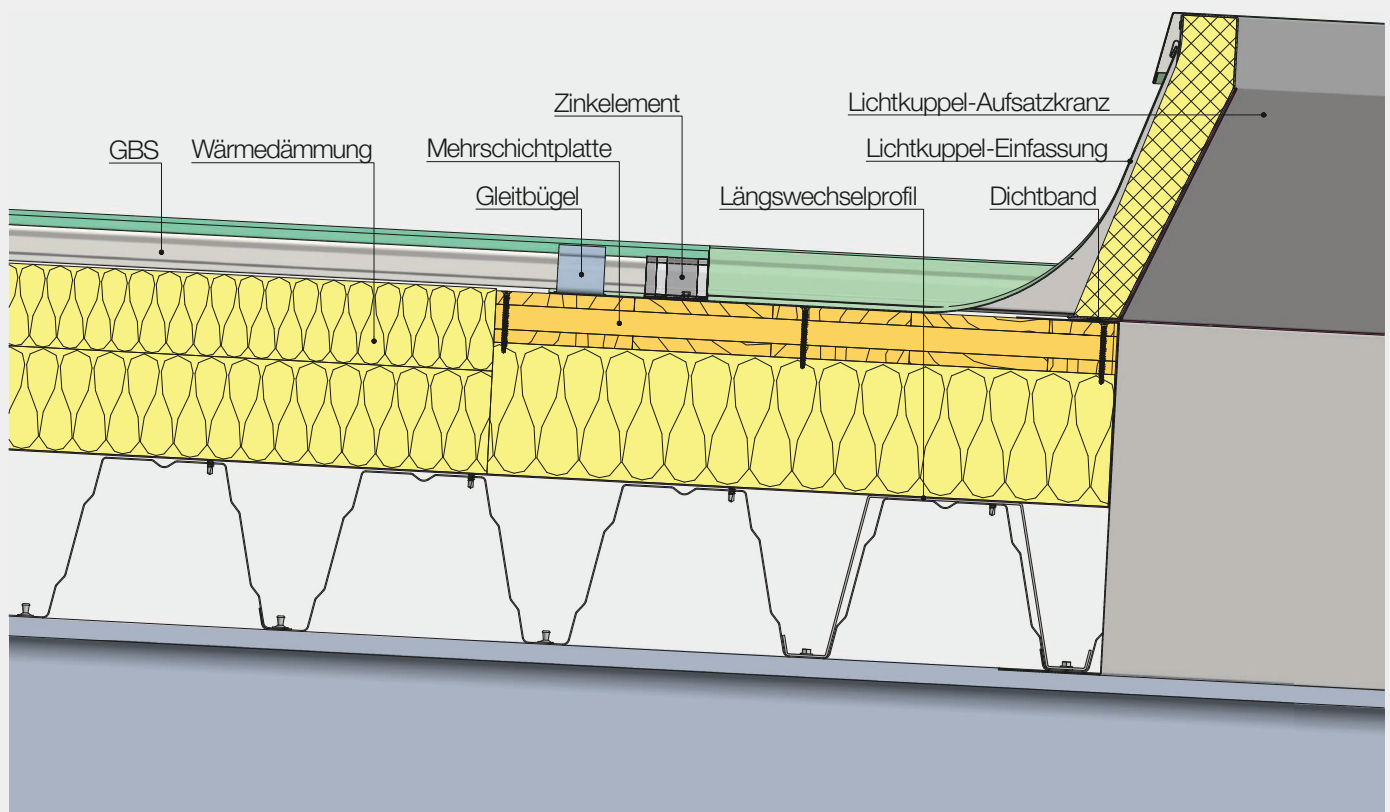 Zinkelement
Lichtkuppel-Aufsatzkranz
GBS
Wärmedämmung
Mehrschichtplatte
Lichtkuppel-Einfassung
Gleitbügel
Längswechselprofil
Dichtband